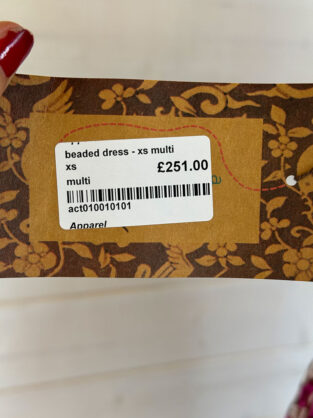 beaded dress - xs multi
xs
£251.00
multi
act010010101
Apparel